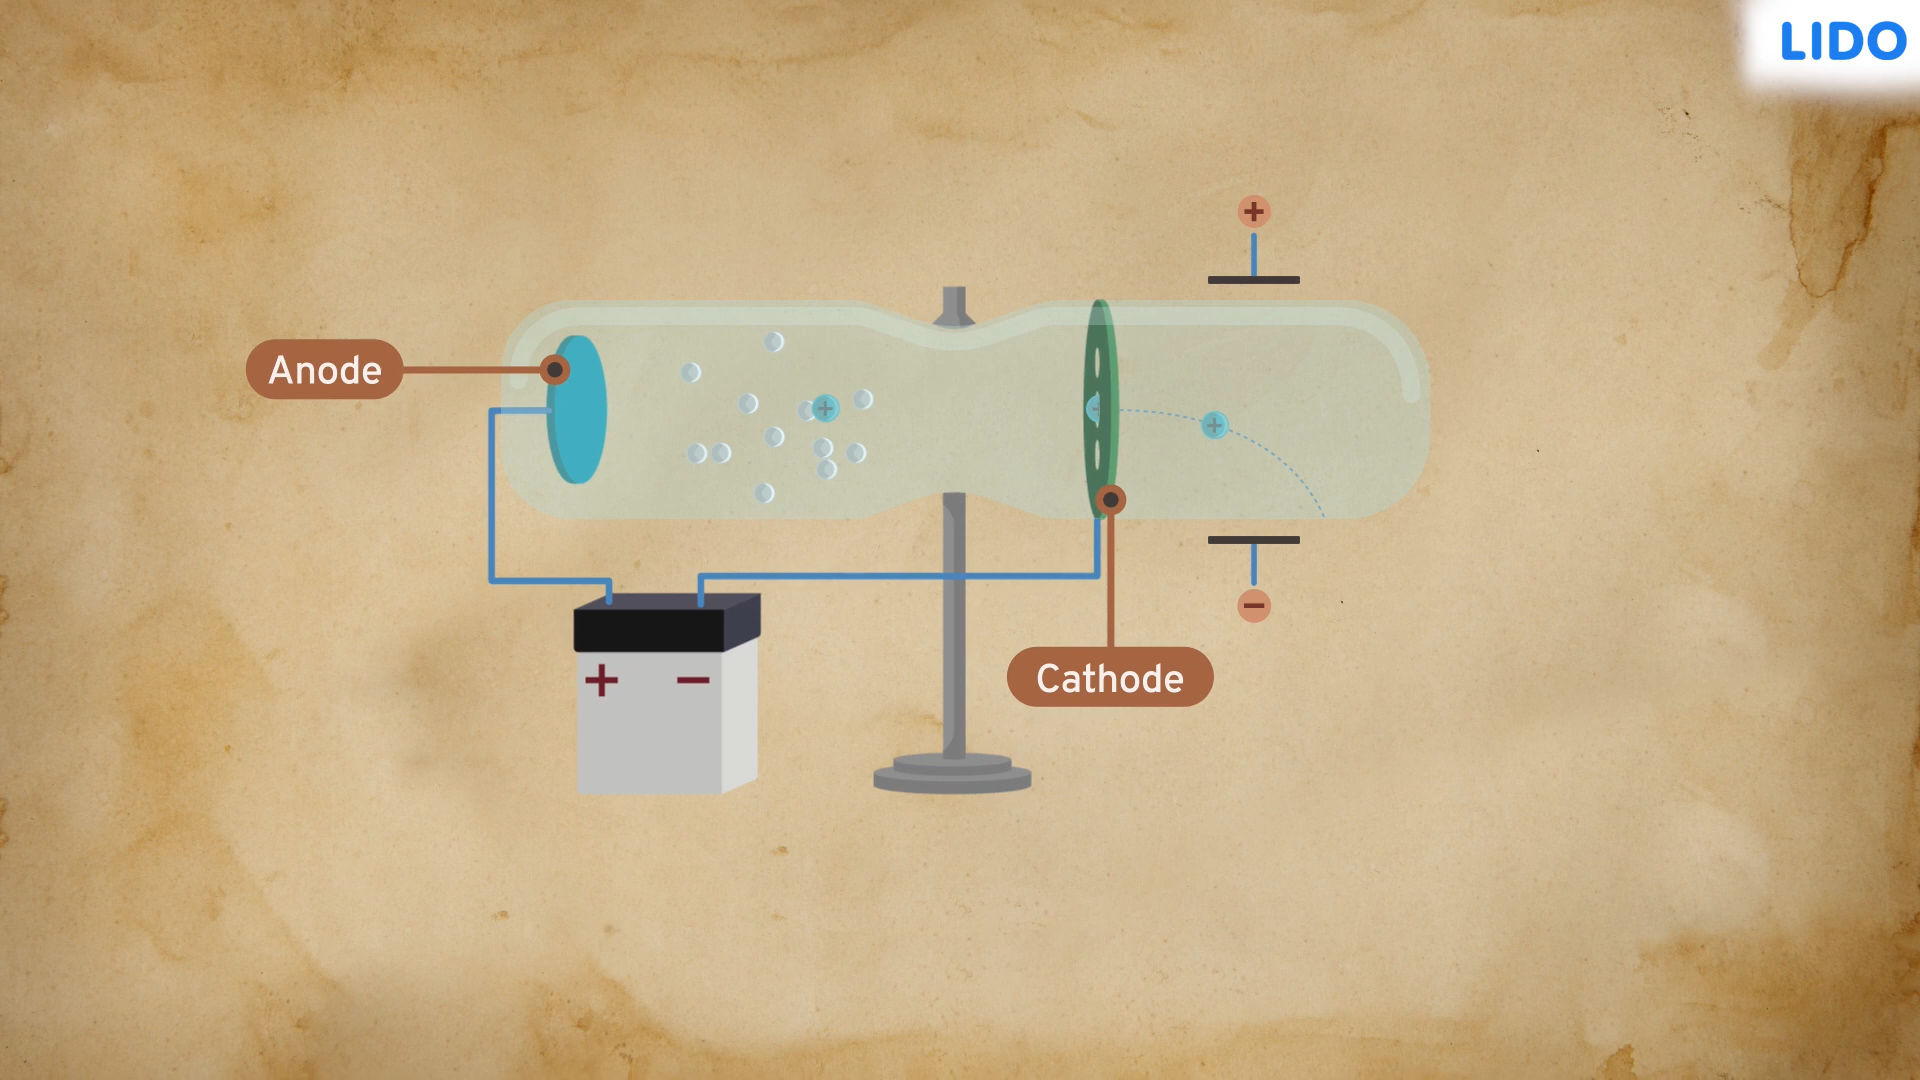 LIDO
+
Anode
+
+
+
−
+ −
Cathode